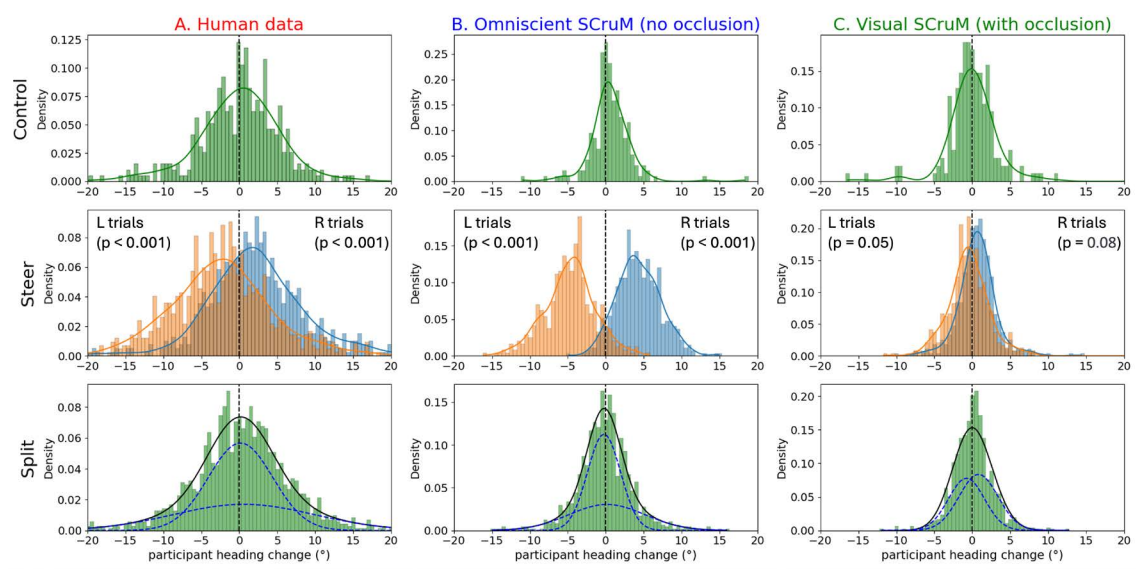 A. Human data
B. Omniscient SCruM (no occlusion)
C. Visual SCruM (with occlusion)
Control
Density
0.125
0.100
0.075
0.050
0.025
0.000
−20 −15 −10 −5 0 5 10 15 20
Density
0.25
0.20
0.15
0.10
0.05
0.00
−20 −15 −10 −5 0 5 10 15 20
Density
0.15
0.10
0.05
0.00
−20 −15 −10 −5 0 5 10 15 20
Steer
Density
0.08
0.06
0.04
0.02
0.00
L trials
(p < 0.001)
R trials
(p < 0.001)
−20 −15 −10 −5 0 5 10 15 20
Density
0.15
0.10
0.05
0.00
L trials
(p < 0.001)
R trials
(p < 0.001)
−20 −15 −10 −5 0 5 10 15 20
Density
0.20
0.15
0.10
0.05
0.00
L trials
(p = 0.05)
R trials
(p = 0.08)
−20 −15 −10 −5 0 5 10 15 20
Split
Density
0.08
0.06
0.04
0.02
0.00
−20 −15 −10 −5 0 5 10 15 20
participant heading change (°)
Density
0.15
0.10
0.05
0.00
−20 −15 −10 −5 0 5 10 15 20
participant heading change (°)
Density
0.20
0.15
0.10
0.05
0.00
−20 −15 −10 −5 0 5 10 15 20
participant heading change (°)